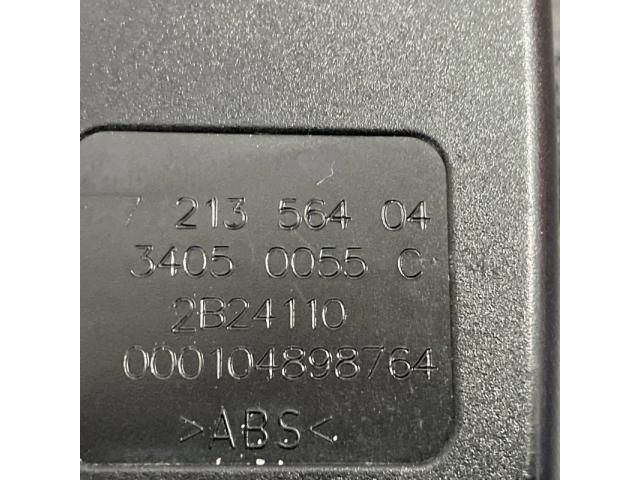 7 213 564 04
3405 0055 C
2B24110
000104898764
>ABS<